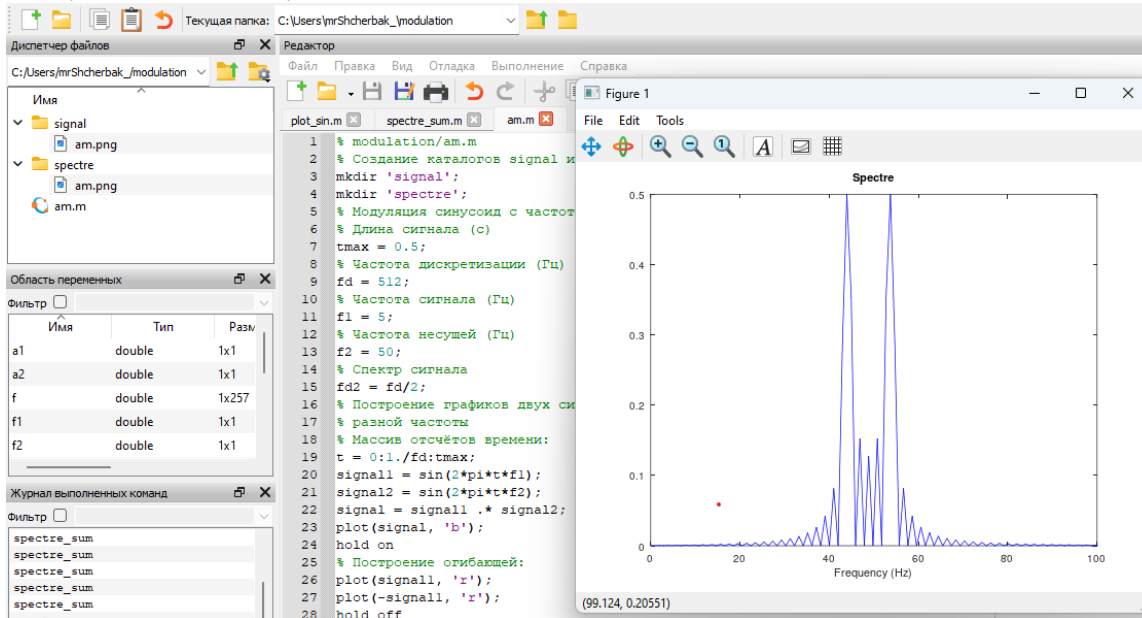 Текущая папка: C:\Users\mrShcherbak_\modulation
Диспетчер файлов
C:/Users/mrShcherbak_/modulation
Имя
signal
am.png
spectre
am.png
am.m
Область переменных
Фильтр
Имя Тип Разм
a1 double 1x1
a2 double 1x1
f double 1x257
f1 double 1x1
f2 double 1x1
Журнал выполненных команд
Фильтр
spectre_sum
spectre_sum
spectre_sum
spectre_sum
spectre_sum
Редактор
Файл Правка Вид Отладка Выполнение Справка
plot_sin.m spectre_sum.m am.m
1 % modulation/am.m
2 % Создание каталогов signal и
3 mkdir 'signal';
4 mkdir 'spectre';
5 % Модуляция синусоид с частот
6 % Длина сигнала (с)
7 tmax = 0.5;
8 % Частота дискретизации (Гц)
9 fd = 512;
10 % Частота сигнала (Гц)
11 f1 = 5;
12 % Частота несущей (Гц)
13 f2 = 50;
14 % Спектр сигнала
15 fd2 = fd/2;
16 % Построение графиков двух си
17 % разной частоты
18 % Массив отсчётов времени:
19 t = 0:1./fd:tmax;
20 signal1 = sin(2*pi*t*f1);
21 signal2 = sin(2*pi*t*f2);
22 signal = signal1 .* signal2;
23 plot(signal, 'b');
24 hold on
25 % Построение огибающей:
26 plot(signal1, 'r');
27 plot(-signal1, 'r');
28 hold off
Figure 1
File Edit Tools
Spectre
0.5
0.4
0.3
0.2
0.1
0
0 20 40 60 80 100
Frequency (Hz)
(99.124, 0.20551)